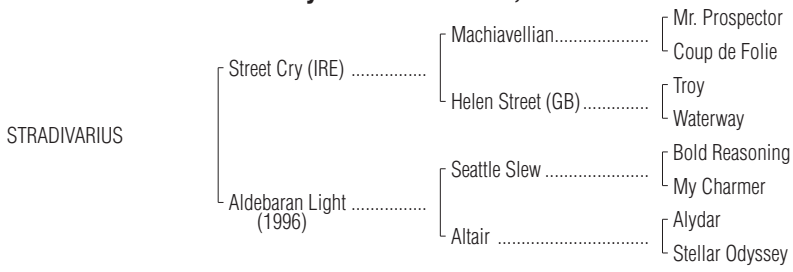 Machiavellian.................... Mr. Prospector
Coup de Folie
Street Cry (IRE) ................
Helen Street (GB).............. Troy
Waterway
STRADIVARIUS
Seattle Slew ...................... Bold Reasoning
My Charmer
Aldebaran Light ................
(1996)
Altair ................................ Alydar
Stellar Odyssey